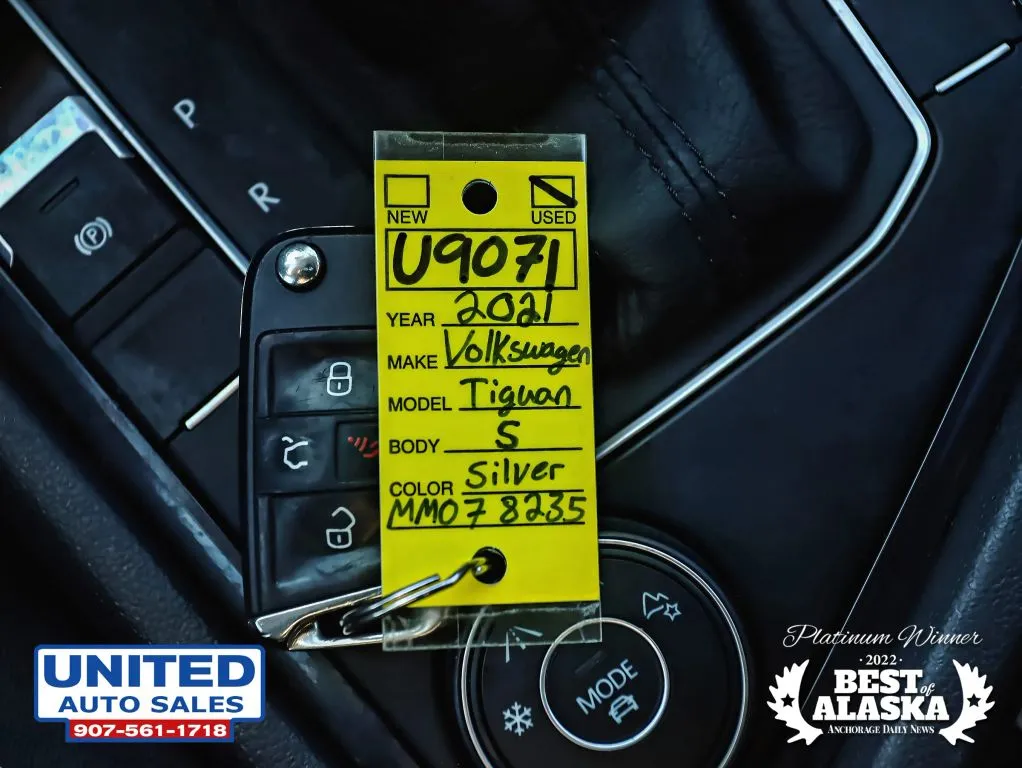 P
R
NEW USED
U9071
YEAR 2021
MAKE Volkswagen
MODEL Tiguan
BODY S
COLOR Silver
MM07 8235
MODE
UNITED
AUTO SALES
907-561-1718
Platinum Winner
·2022·
BEST of
ALASKA
ANCHORAGE DAILY NEWS